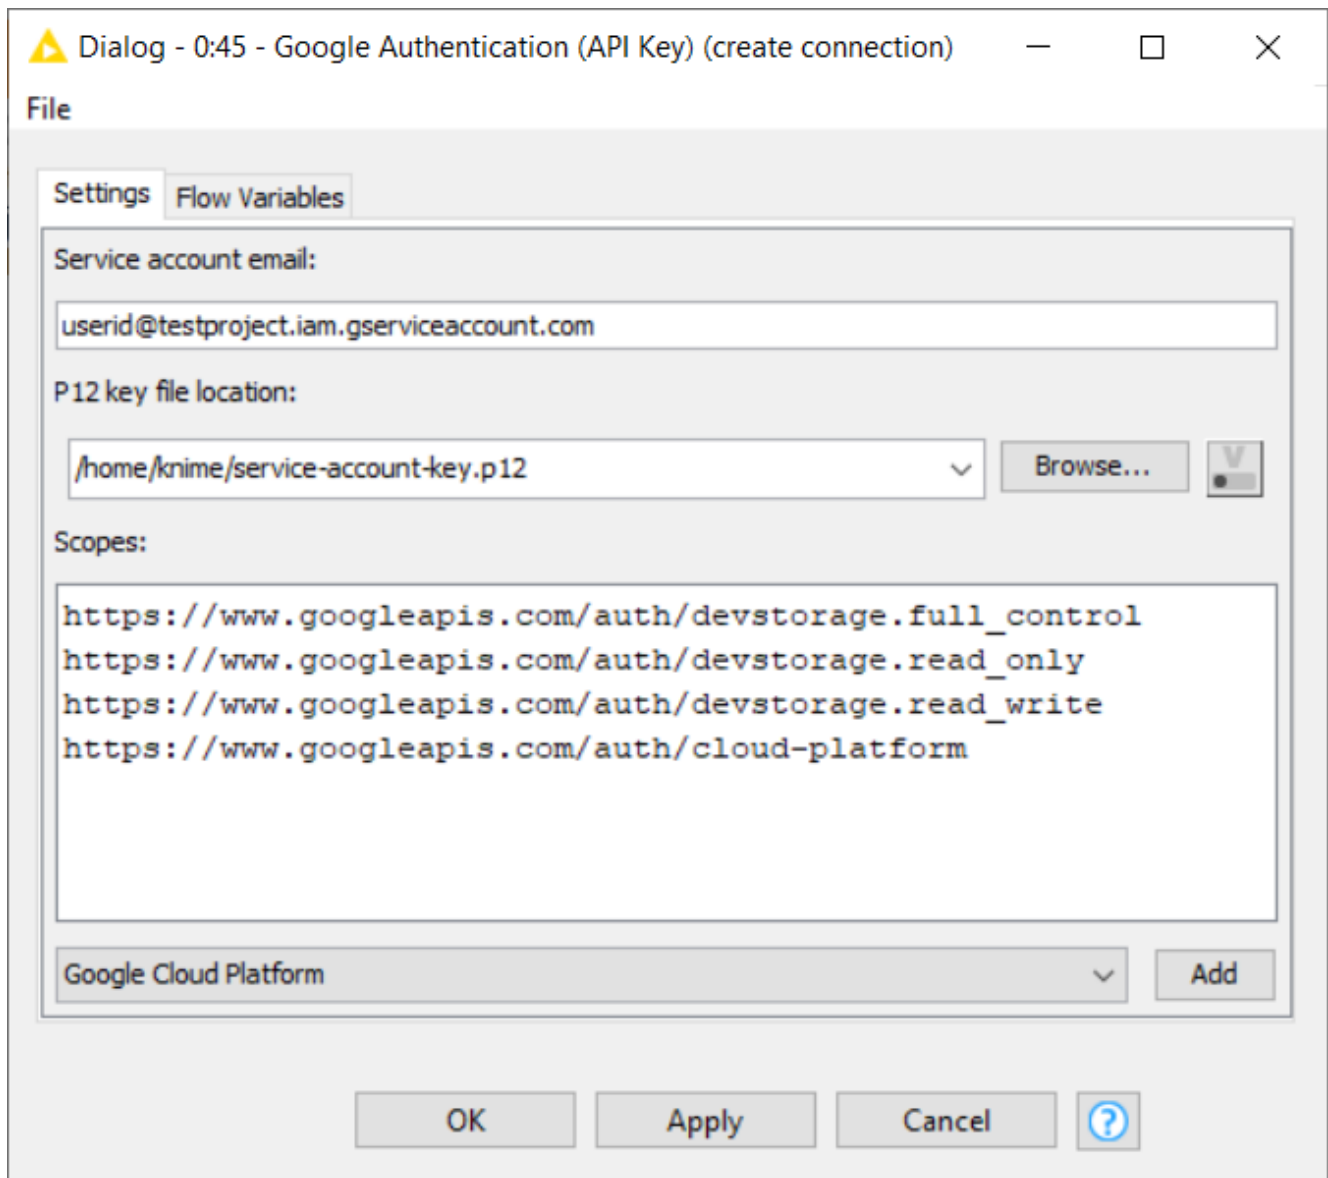 Dialog - 0:45 - Google Authentication (API Key) (create connection)
File
Settings
Flow Variables
Service account email:
userid@testproject.iam.gserviceaccount.com
P12 key file location:
/home/knime/service-account-key.p12
Browse...
V
Scopes:
https://www.googleapis.com/auth/devstorage.full_control
https://www.googleapis.com/auth/devstorage.read_only
https://www.googleapis.com/auth/devstorage.read_write
https://www.googleapis.com/auth/cloud-platform
Google Cloud Platform
Add
OK
Apply
Cancel
?